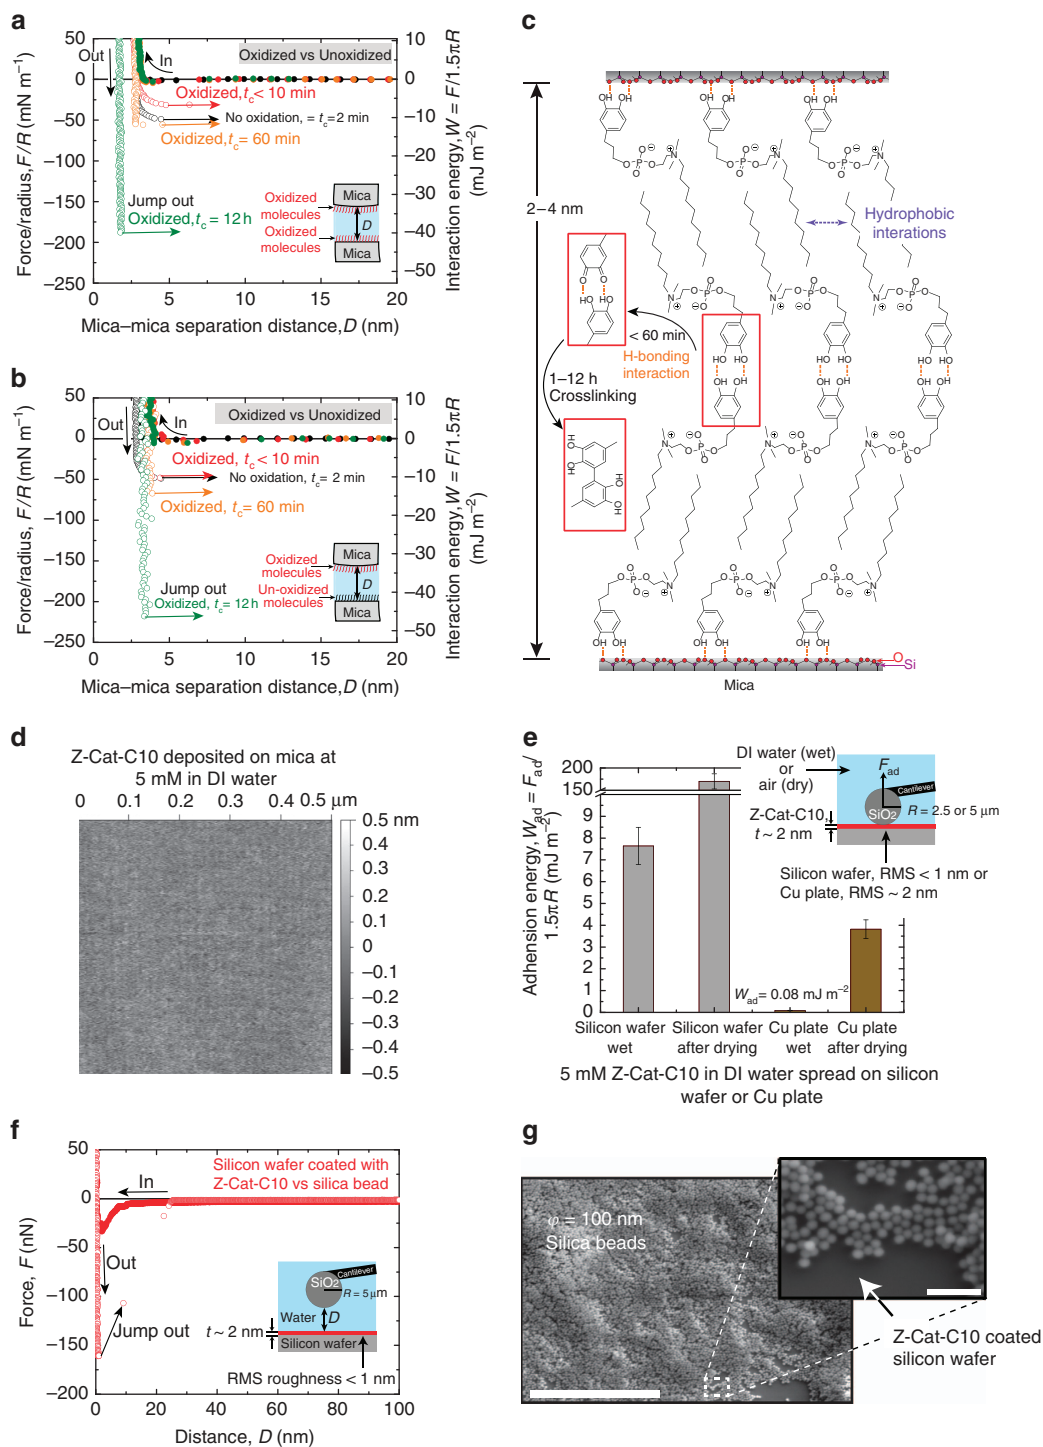 a
Force/radius, F/R (mN m⁻¹)
50
0
−50
−100
−150
−200
−250
Out
In
Oxidized vs Unoxidized
Oxidized, tc < 10 min
No oxidation, = tc = 2 min
Oxidized, tc = 60 min
Jump out
Oxidized, tc = 12 h
Oxidized
molecules
Oxidized
molecules
Mica
D
Mica
10
0
−10
−20
−30
−40
−50
Interaction energy, W = F/1.5πR
(mJ m⁻²)
0 5 10 15 20
Mica–mica separation distance, D (nm)
b
Force/radius, F/R (mN m⁻¹)
50
0
−50
−100
−150
−200
−250
Out
In
Oxidized vs Unoxidized
Oxidized, tc < 10 min
No oxidation, tc = 2 min
Oxidized, tc = 60 min
Jump out
Oxidized, tc = 12 h
Oxidized
molecules
Un-oxidized
molecules
Mica
D
Mica
10
0
−10
−20
−30
−40
−50
Interaction energy, W = F/1.5πR
(mJ m⁻²)
0 5 10 15 20
Mica–mica separation distance, D (nm)
c
2–4 nm
Hydrophobic
interations
< 60 min
H-bonding
interaction
1–12 h
Crosslinking
O
Si
Mica
d
Z-Cat-C10 deposited on mica at
5 mM in DI water
0 0.1 0.2 0.3 0.4 0.5 μm
0.5 nm
0.4
0.3
0.2
0.1
0
−0.1
−0.2
−0.3
−0.4
−0.5
e
Adhension energy, Wad = Fad/
1.5πR (mJ m⁻²)
200
150
9
8
7
6
5
4
3
2
1
0
DI water (wet)
or
air (dry)
Fad
Cantilever
SiO2
R = 2.5 or 5 μm
Z-Cat-C10,
t ~ 2 nm
Silicon wafer, RMS < 1 nm or
Cu plate, RMS ~ 2 nm
Wad = 0.08 mJ m⁻²
Silicon wafer
wet
Silicon wafer
after drying
Cu plate
wet
Cu plate
after drying
5 mM Z-Cat-C10 in DI water spread on silicon
wafer or Cu plate
f
Force, F (nN)
50
0
−50
−100
−150
−200
In
Silicon wafer coated with
Z-Cat-C10 vs silica bead
Out
Jump out
SiO2
Cantilever
R = 5 μm
Water
D
t ~ 2 nm
Silicon wafer
RMS roughness < 1 nm
0 20 40 60 80 100
Distance, D (nm)
g
φ = 100 nm
Silica beads
Z-Cat-C10 coated
silicon wafer